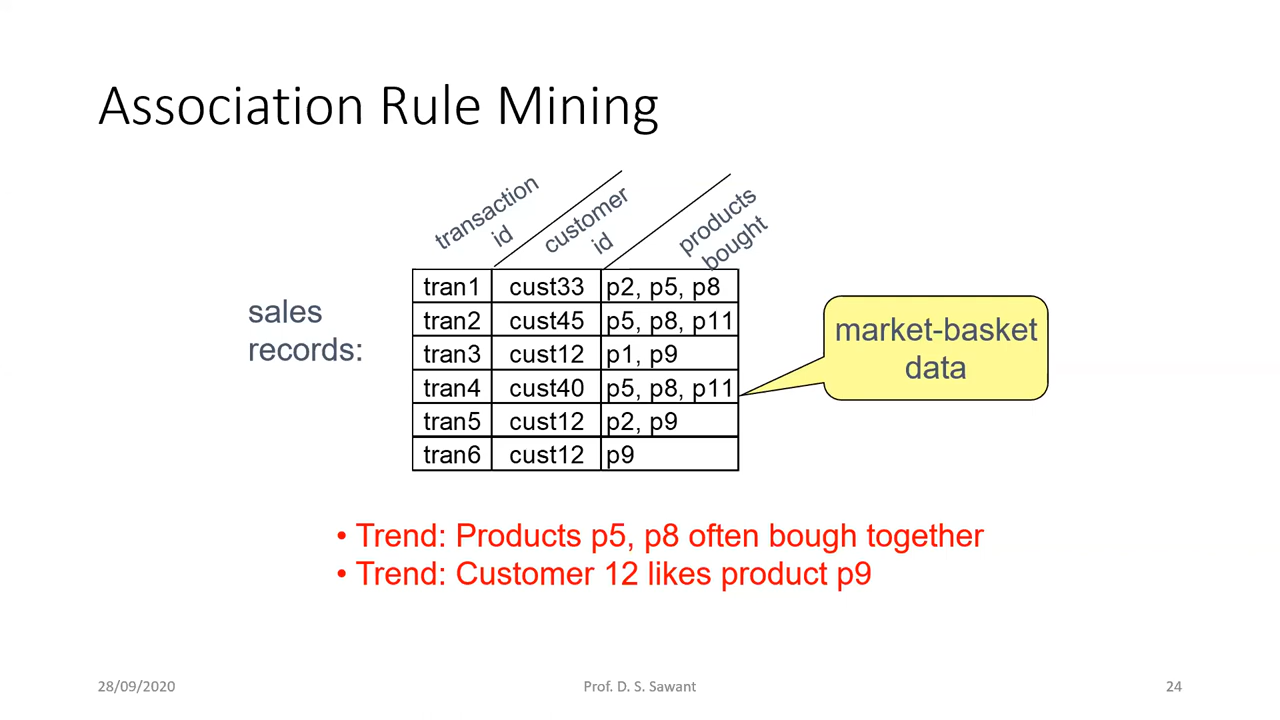 Association Rule Mining
transaction
id
customer
id
products
bought
sales
records:
tran1 cust33 p2, p5, p8
tran2 cust45 p5, p8, p11
tran3 cust12 p1, p9
tran4 cust40 p5, p8, p11
tran5 cust12 p2, p9
tran6 cust12 p9
market-basket
data
• Trend: Products p5, p8 often bough together
• Trend: Customer 12 likes product p9
28/09/2020 Prof. D. S. Sawant 24